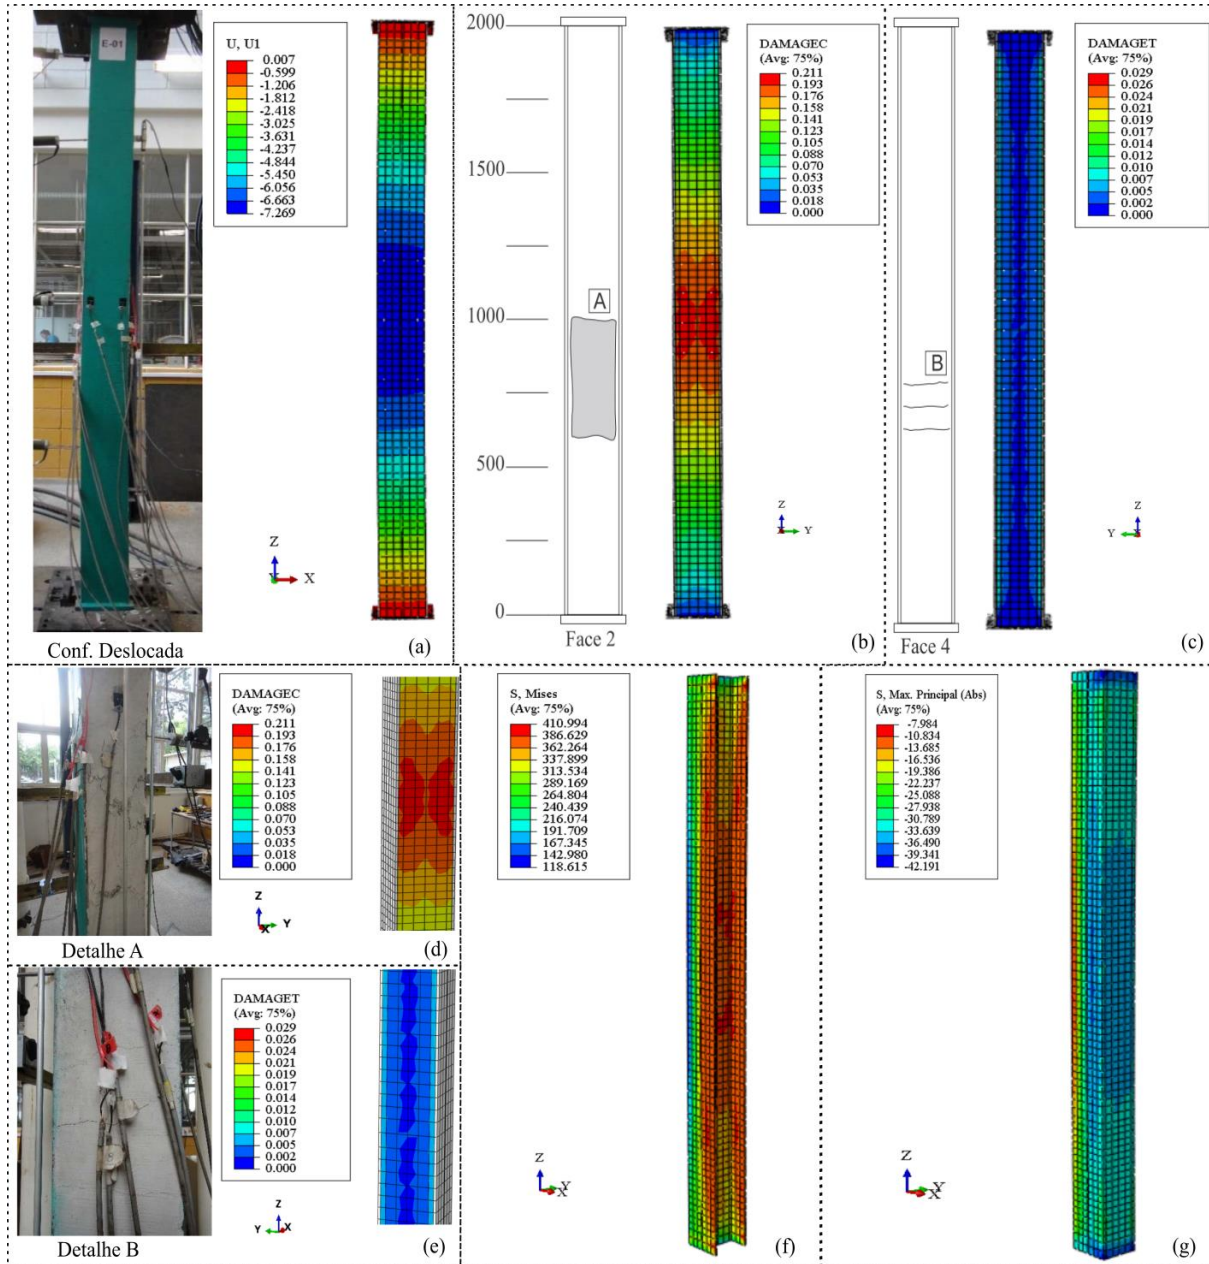 E-01
U, U1
0.007
-0.599
-1.206
-1.812
-2.418
-3.025
-3.631
-4.237
-4.844
-5.450
-6.056
-6.663
-7.269
Z
Y
X
Conf. Deslocada
(a)
2000
1500
1000
500
0
A
Face 2
DAMAGEC
(Avg: 75%)
0.211
0.193
0.176
0.158
0.141
0.123
0.105
0.088
0.070
0.053
0.035
0.018
0.000
Z
X
Y
(b)
B
Face 4
DAMAGET
(Avg: 75%)
0.029
0.026
0.024
0.021
0.019
0.017
0.014
0.012
0.010
0.007
0.005
0.002
0.000
Z
Y
(c)
Detalhe A
DAMAGEC
(Avg: 75%)
0.211
0.193
0.176
0.158
0.141
0.123
0.105
0.088
0.070
0.053
0.035
0.018
0.000
Z
X
Y
(d)
Detalhe B
DAMAGET
(Avg: 75%)
0.029
0.026
0.024
0.021
0.019
0.017
0.014
0.012
0.010
0.007
0.005
0.002
0.000
Z
Y
X
(e)
S, Mises
(Avg: 75%)
410.994
386.629
362.264
337.899
313.534
289.169
264.804
240.439
216.074
191.709
167.345
142.980
118.615
Z
Y
X
(f)
S, Max. Principal (Abs)
(Avg: 75%)
-7.984
-10.834
-13.685
-16.536
-19.386
-22.237
-25.088
-27.938
-30.789
-33.639
-36.490
-39.341
-42.191
Z
Y
X
(g)